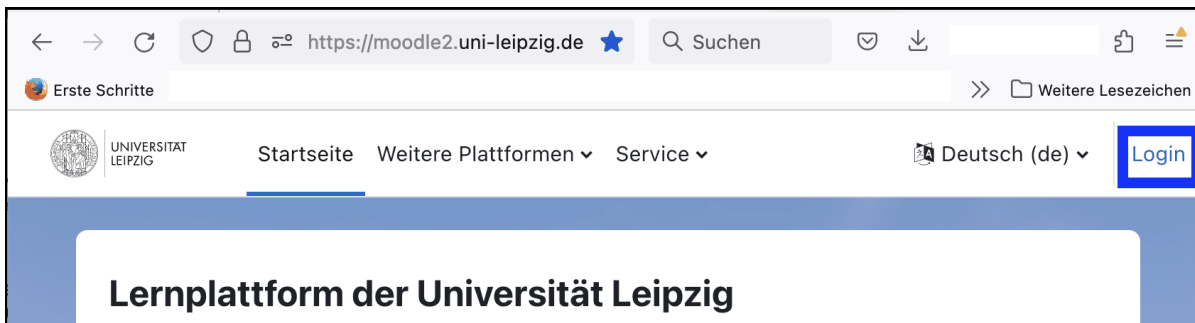 https://moodle2.uni-leipzig.de Suchen
Erste Schritte Weitere Lesezeichen
UNIVERSITÄT
LEIPZIG
Startseite Weitere Plattformen Service Deutsch (de) Login
Lernplattform der Universität Leipzig